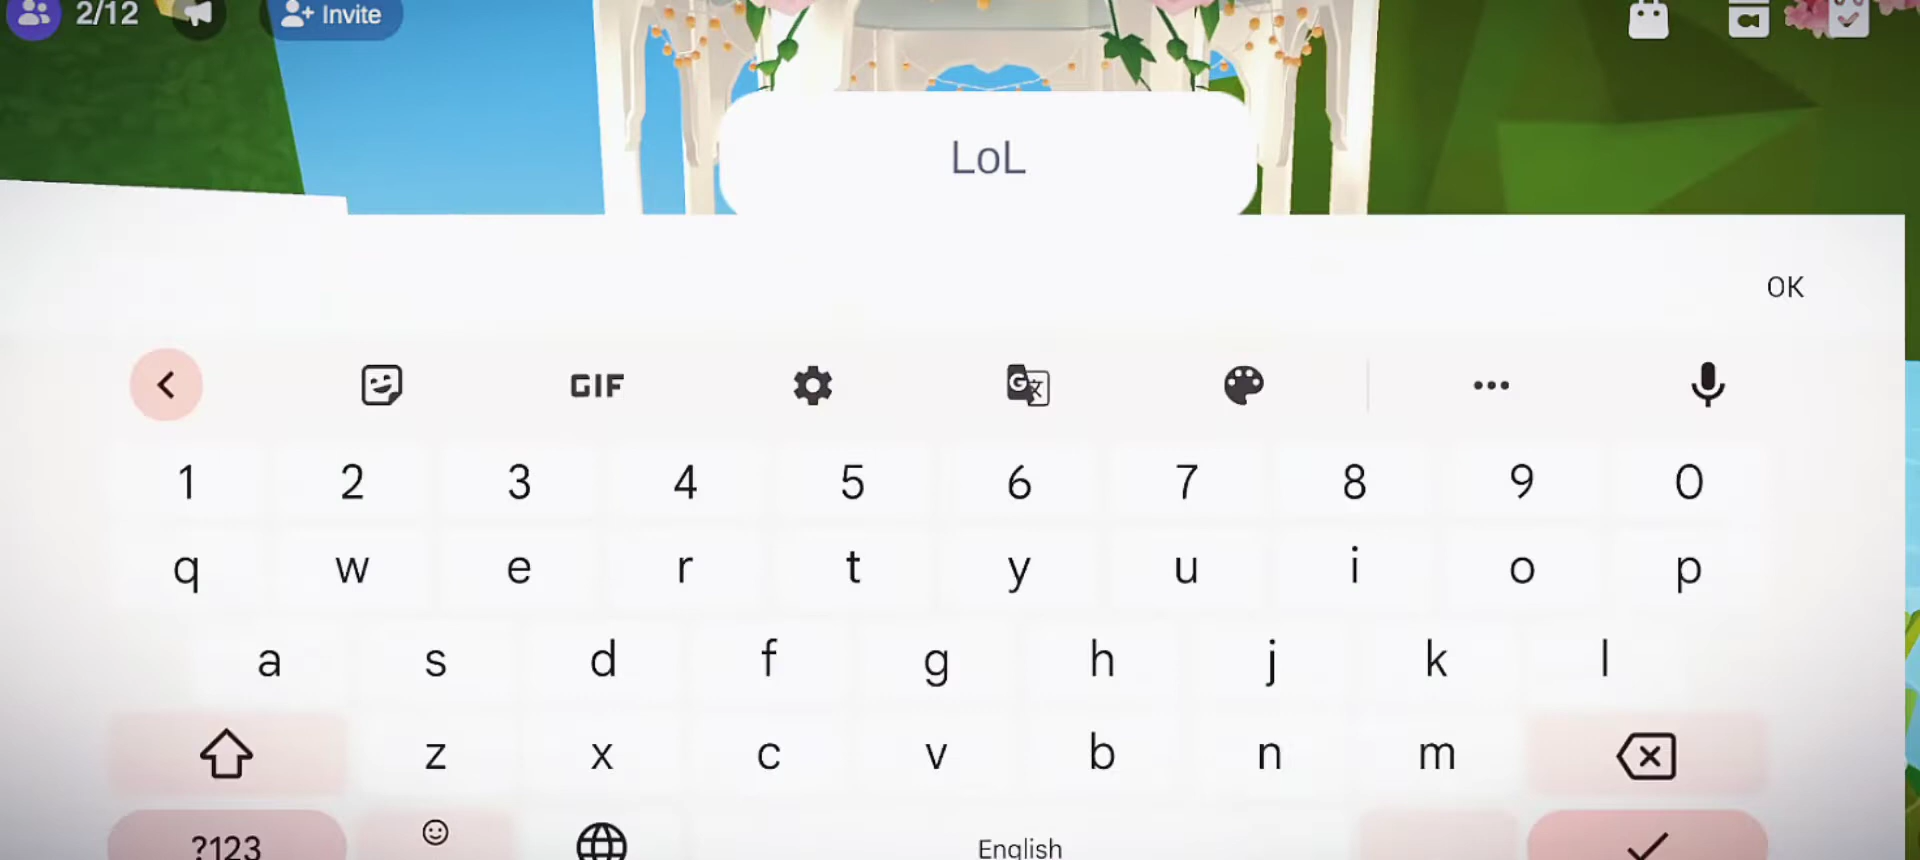 2/12 Invite
LoL
OK
GIF G
1 2 3 4 5 6 7 8 9 0
q w e r t y u i o p
a s d f g h j k l
z x c v b n m
?123 English